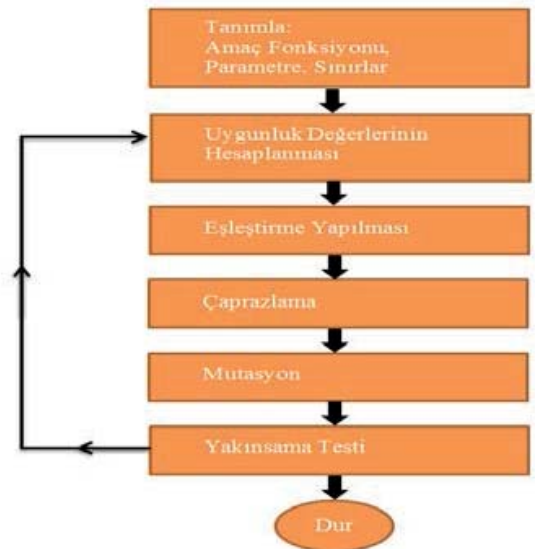 Tanımla:
Amaç Fonksiyonu,
Parametre. Sınırlar
Uygunluk Değerlerinin
Hesaplanması
Eşleştirme Yapılması
Çaprazlama
Mutasyon
Yakınsama Testi
Dur